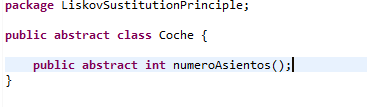 package LiskovSustitutionPrinciple;
public abstract class Coche {
public abstract int numeroAsientos();
}